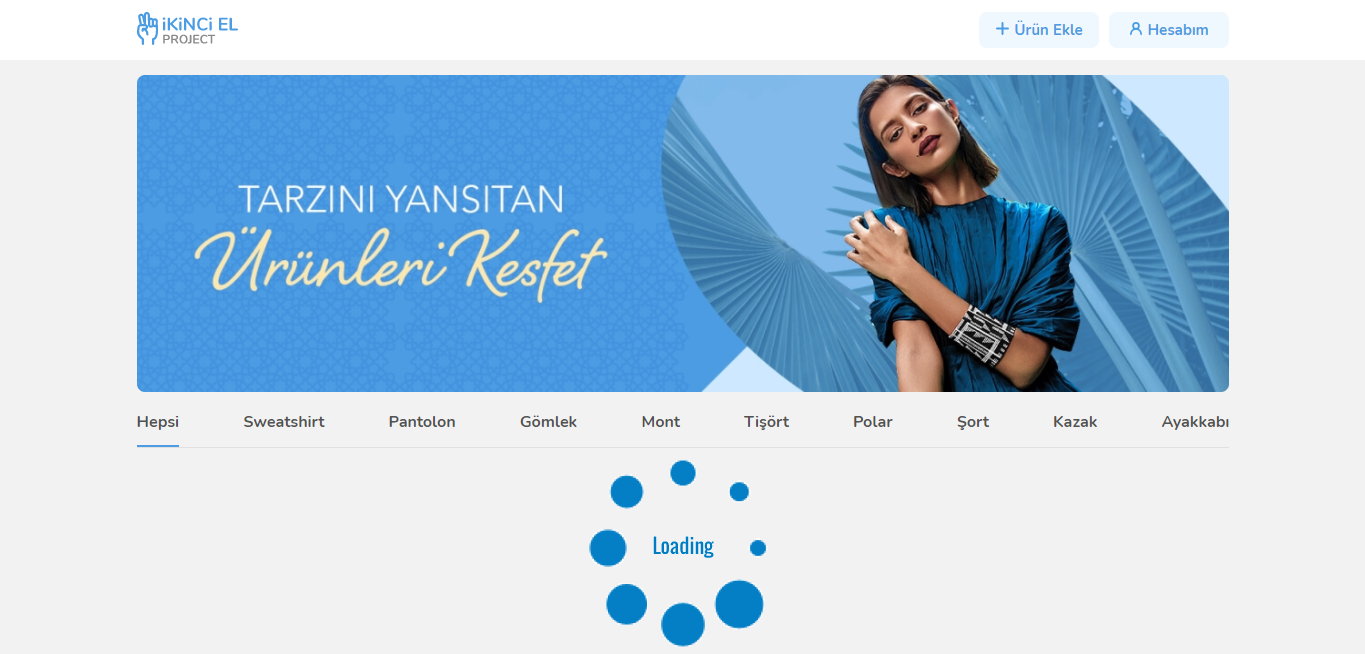 iKiNCi EL
PROJECT
Ürün Ekle
Hesabım
TARZINI YANSITAN
Ürünleri Kesfet
Hepsi Sweatshirt Pantolon Gömlek Mont Tişört Polar Şort Kazak Ayakkabı
Loading